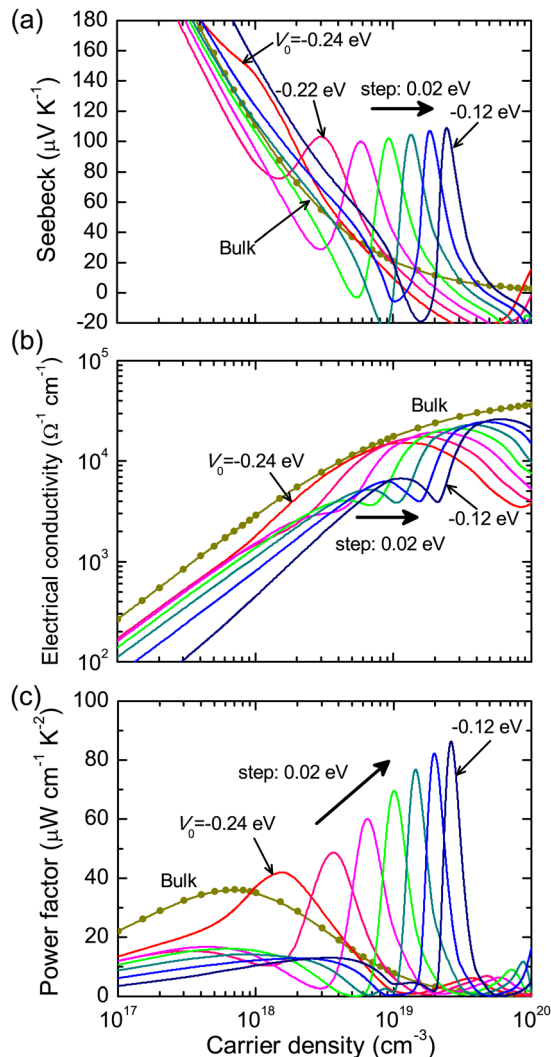 (a)
180
160
140
120
100
80
60
40
20
0
-20
Seebeck (μV K⁻¹)
V₀=-0.24 eV
-0.22 eV
step: 0.02 eV
-0.12 eV
Bulk
(b)
10⁵
10⁴
10³
10²
Electrical conductivity (Ω⁻¹ cm⁻¹)
Bulk
V₀=-0.24 eV
-0.12 eV
step: 0.02 eV
(c)
100
80
60
40
20
0
Power factor (μW cm⁻¹ K⁻²)
-0.12 eV
step: 0.02 eV
V₀=-0.24 eV
Bulk
10¹⁷ 10¹⁸ 10¹⁹ 10²⁰
Carrier density (cm⁻³)